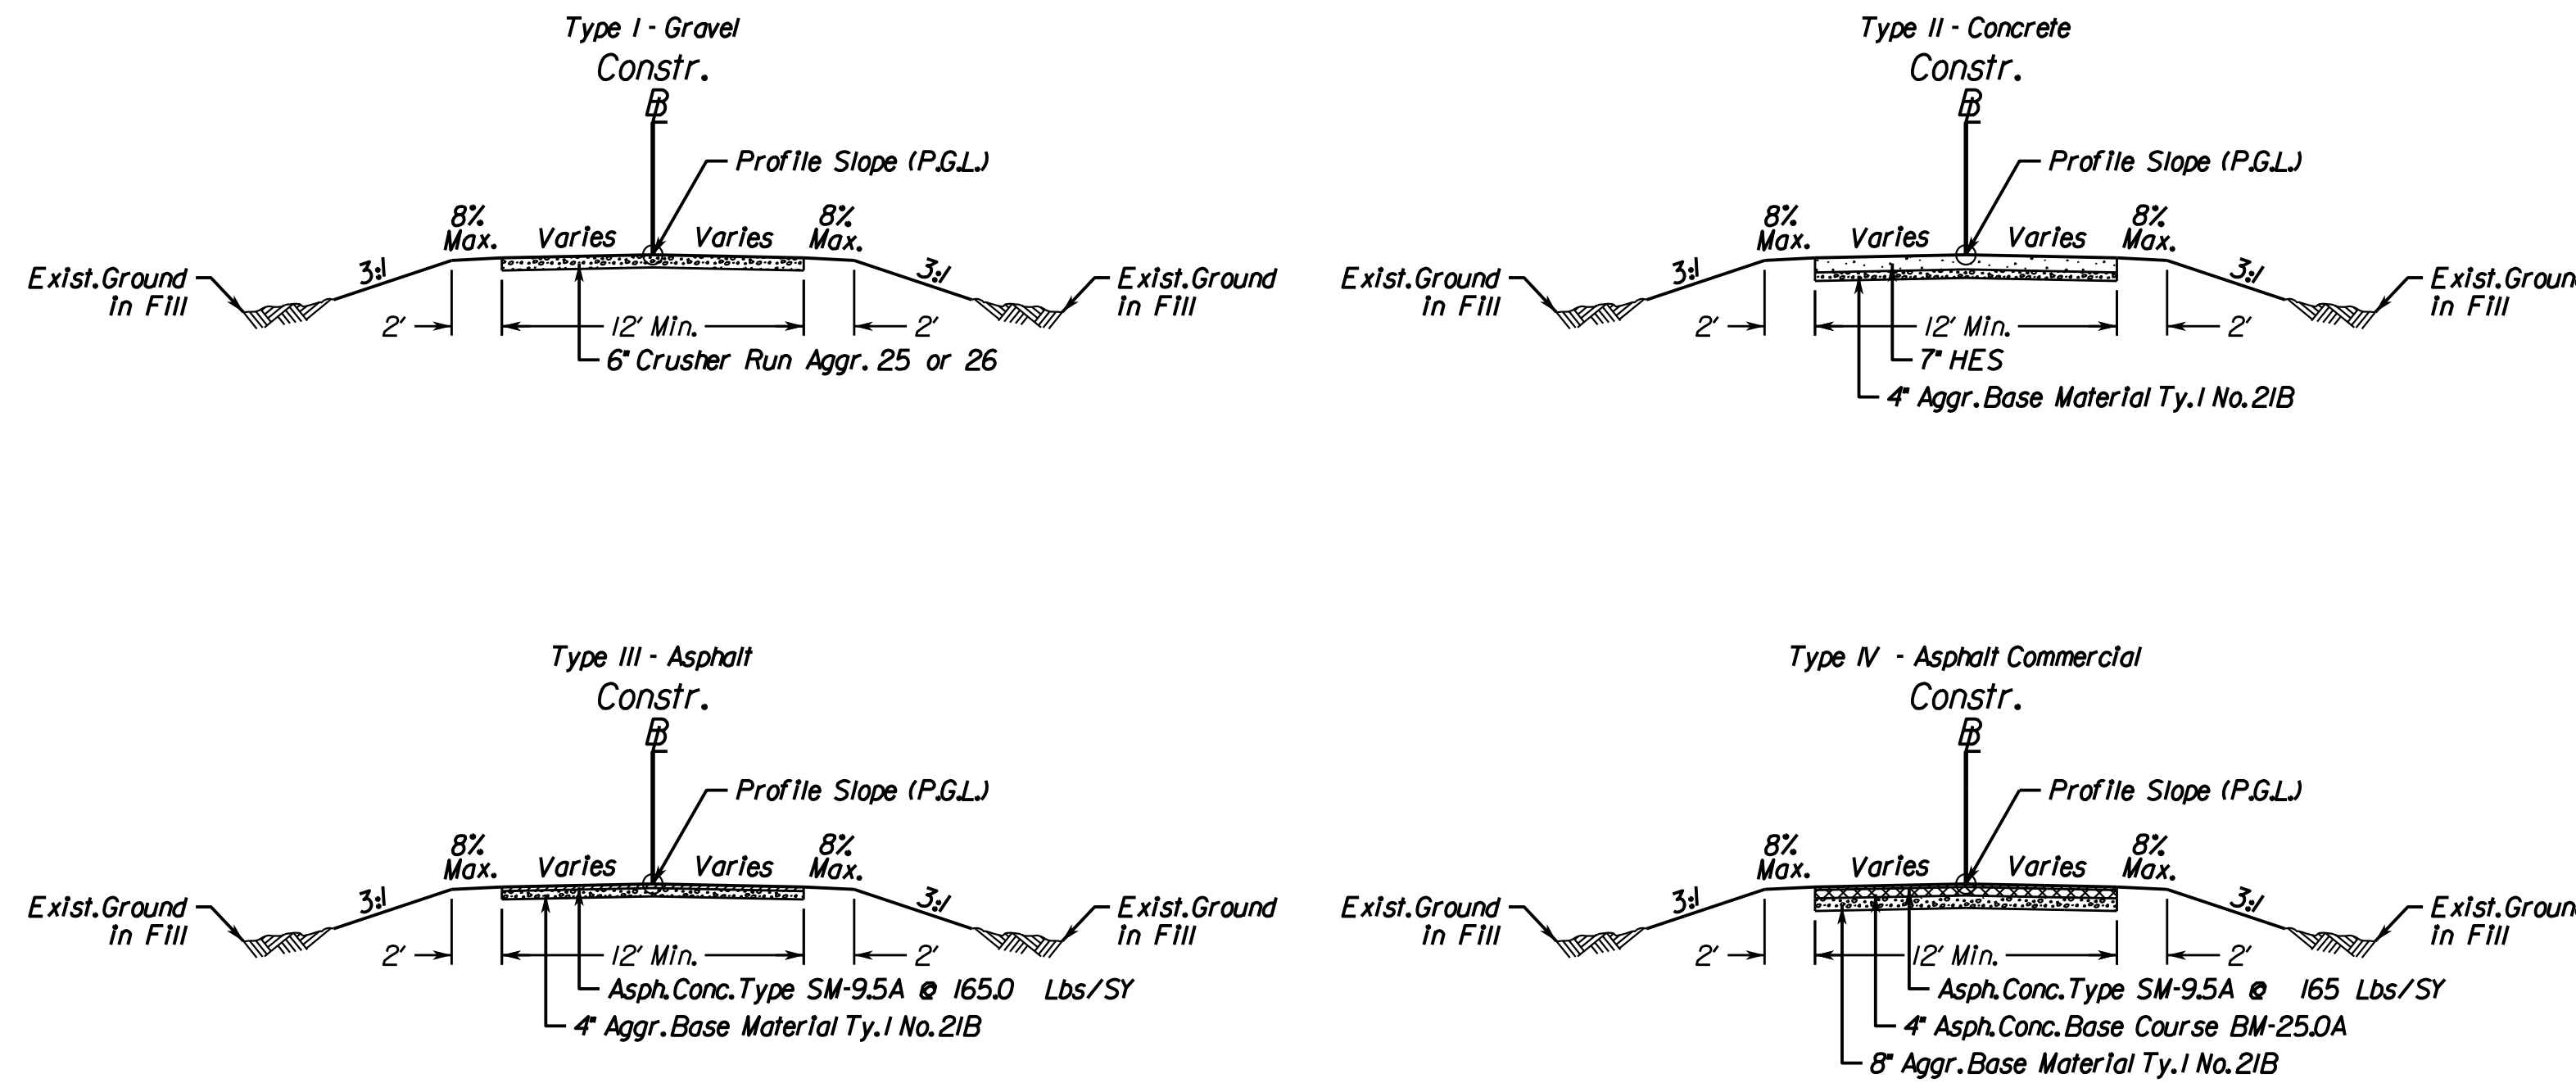 Type I - Gravel
Constr.
B
Profile Slope (P.G.L.)
8%
Max.
Varies
Varies
8%
Max.
3:1
3:1
Exist. Ground
in Fill
Exist. Ground
in Fill
2'
12' Min.
2'
6" Crusher Run Aggr. 25 or 26
Type II - Concrete
Constr.
B
Profile Slope (P.G.L.)
8%
Max.
Varies
Varies
8%
Max.
3:1
3:1
Exist. Ground
in Fill
Exist. Groun
in Fill
2'
12' Min.
2'
7" HES
4" Aggr. Base Material Ty. I No. 21B
Type III - Asphalt
Constr.
B
Profile Slope (P.G.L.)
8%
Max.
Varies
Varies
8%
Max.
3:1
3:1
Exist. Ground
in Fill
Exist. Ground
in Fill
2'
12' Min.
2'
Asph. Conc. Type SM-9.5A @ 165.0 Lbs/SY
4" Aggr. Base Material Ty. I No. 21B
Type IV - Asphalt Commercial
Constr.
B
Profile Slope (P.G.L.)
8%
Max.
Varies
Varies
8%
Max.
3:1
3:1
Exist. Ground
in Fill
Exist. Groun
in Fill
2'
12' Min.
2'
Asph. Conc. Type SM-9.5A @ 165 Lbs/SY
4" Asph. Conc. Base Course BM-25.0A
8" Aggr. Base Material Ty. I No. 21B